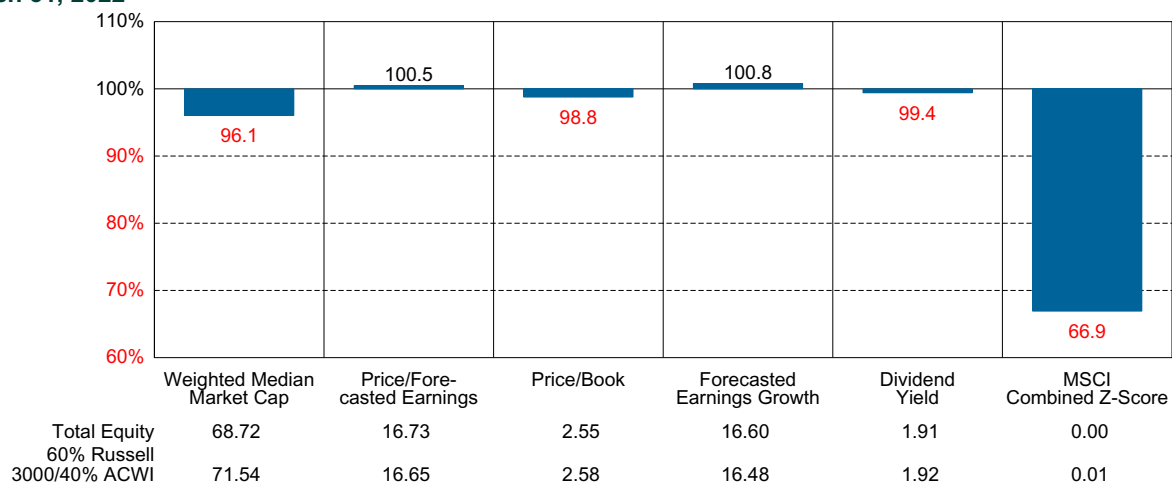 31, 2022
110%
100%
90%
80%
70%
60%
96.1
100.5
98.8
100.8
99.4
66.9
Weighted Median
Market Cap
Price/Fore-
casted Earnings
Price/Book
Forecasted
Earnings Growth
Dividend
Yield
MSCI
Combined Z-Score
Total Equity 68.72 16.73 2.55 16.60 1.91 0.00
60% Russell
3000/40% ACWI 71.54 16.65 2.58 16.48 1.92 0.01